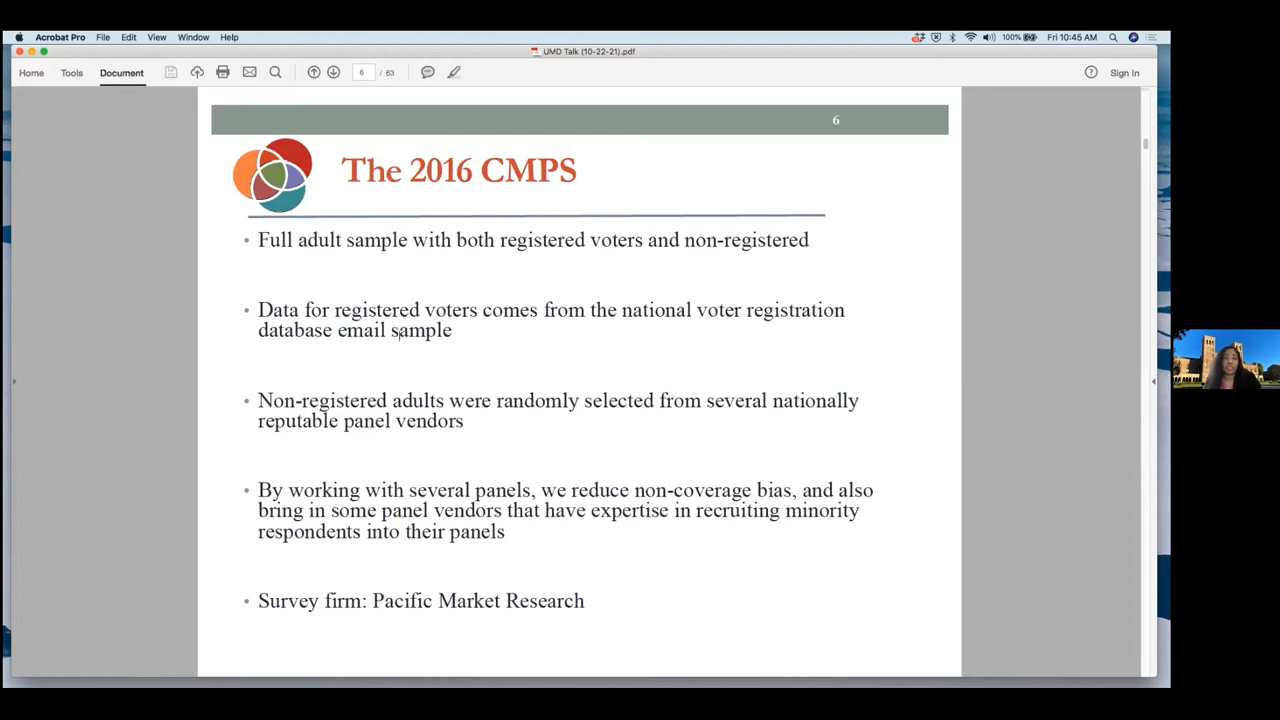 Acrobat Pro File Edit View Window Help 100% Fri 10:45 AM
UMD Talk (10-22-21).pdf
Home Tools Document 6 / 63 Sign In
6
The 2016 CMPS
• Full adult sample with both registered voters and non-registered
• Data for registered voters comes from the national voter registration
database email sample
• Non-registered adults were randomly selected from several nationally
reputable panel vendors
• By working with several panels, we reduce non-coverage bias, and also
bring in some panel vendors that have expertise in recruiting minority
respondents into their panels
• Survey firm: Pacific Market Research